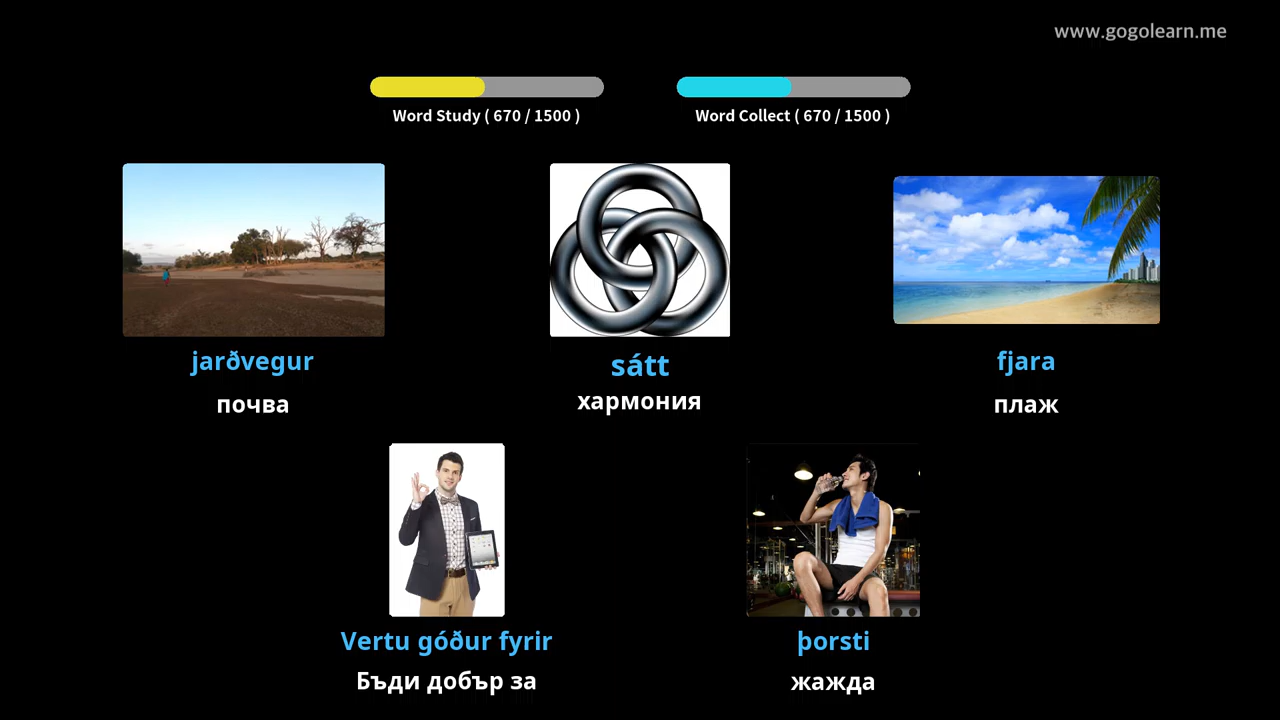 www.gogolearn.me
Word Study ( 670 / 1500 )
Word Collect ( 670 / 1500 )
jarðvegur
sátt
fjara
почва
хармония
плаж
Vertu góður fyrir
þorsti
Бъди добър за
жажда